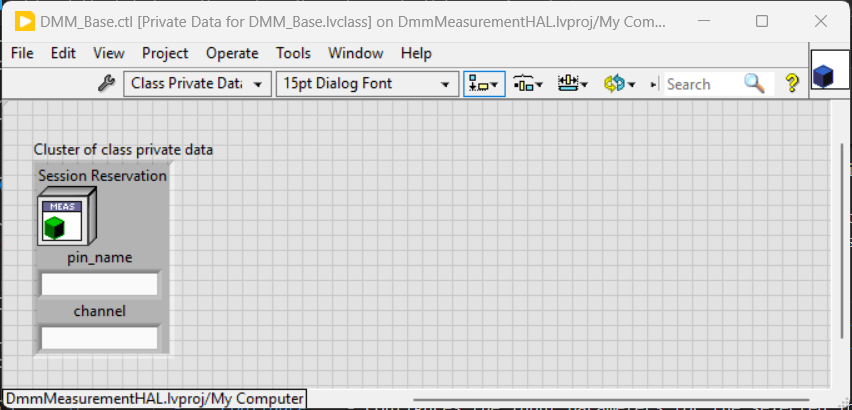 DMM_Base.ctl [Private Data for DMM_Base.lvclass] on DmmMeasurementHAL.lvproj/My Com...
File Edit View Project Operate Tools Window Help
Class Private Data 15pt Dialog Font Search ?
Cluster of class private data
Session Reservation
MEAS
pin_name
channel
DmmMeasurementHAL.lvproj/My Computer